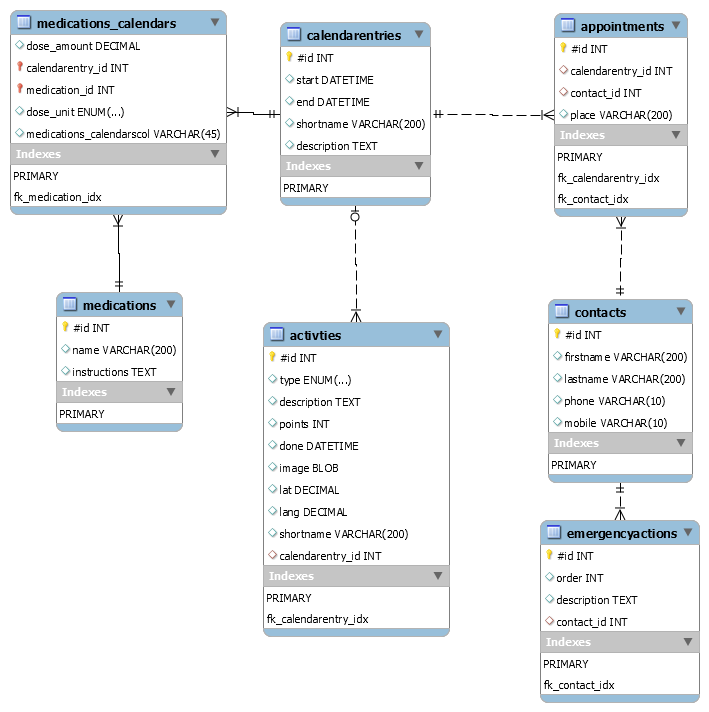 medications_calendars
dose_amount DECIMAL
calendarentry_id INT
medication_id INT
dose_unit ENUM(...)
medications_calendarscol VARCHAR(45)
Indexes
PRIMARY
fk_medication_idx
calendarentries
#id INT
start DATETIME
end DATETIME
shortname VARCHAR(200)
description TEXT
Indexes
PRIMARY
appointments
#id INT
calendarentry_id INT
contact_id INT
place VARCHAR(200)
Indexes
PRIMARY
fk_calendarentry_idx
fk_contact_idx
medications
#id INT
name VARCHAR(200)
instructions TEXT
Indexes
PRIMARY
activties
#id INT
type ENUM(...)
description TEXT
points INT
done DATETIME
image BLOB
lat DECIMAL
lang DECIMAL
shortname VARCHAR(200)
calendarentry_id INT
Indexes
PRIMARY
fk_calendarentry_idx
contacts
#id INT
firstname VARCHAR(200)
lastname VARCHAR(200)
phone VARCHAR(10)
mobile VARCHAR(10)
Indexes
PRIMARY
emergencyactions
#id INT
order INT
description TEXT
contact_id INT
Indexes
PRIMARY
fk_contact_idx